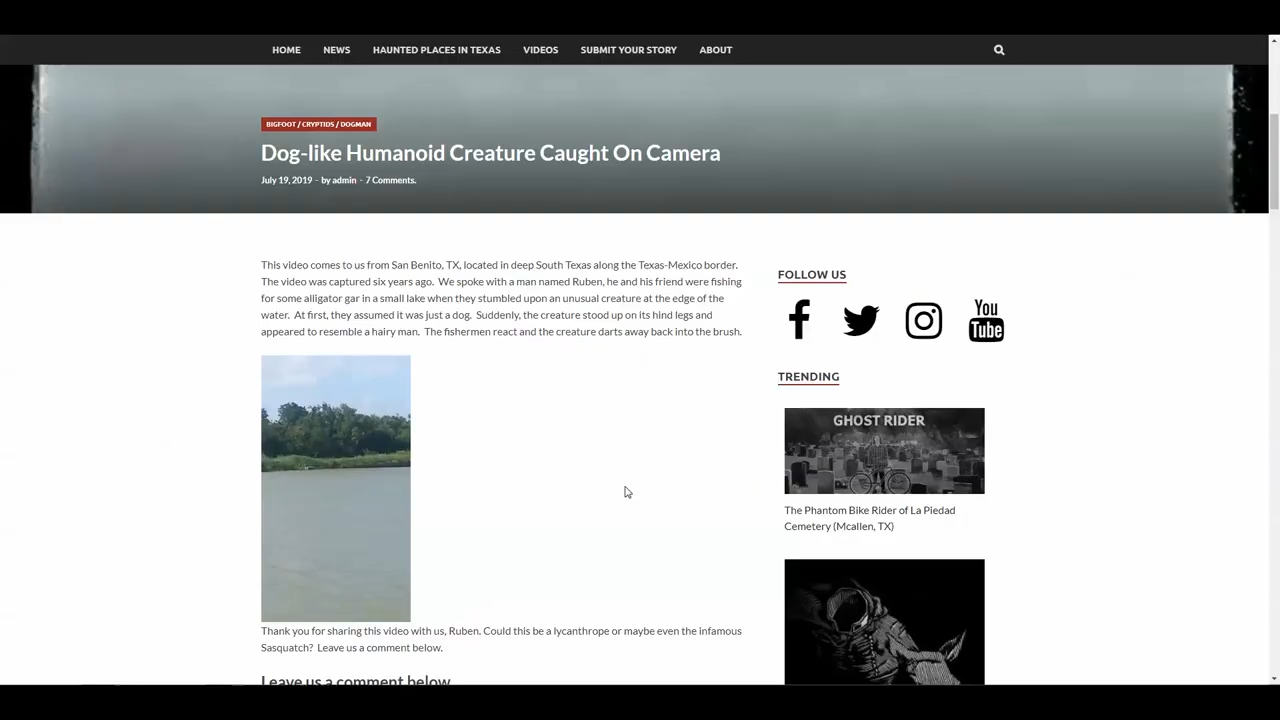 HOME NEWS HAUNTED PLACES IN TEXAS VIDEOS SUBMIT YOUR STORY ABOUT
BIGFOOT / CRYPTIDS / DOGMAN
Dog-like Humanoid Creature Caught On Camera
July 19, 2019 - by admin - 7 Comments.
This video comes to us from San Benito, TX, located in deep South Texas along the Texas-Mexico border.
The video was captured six years ago. We spoke with a man named Ruben, he and his friend were fishing
for some alligator gar in a small lake when they stumbled upon an unusual creature at the edge of the
water. At first, they assumed it was just a dog. Suddenly, the creature stood up on its hind legs and
appeared to resemble a hairy man. The fishermen react and the creature darts away back into the brush.
Thank you for sharing this video with us, Ruben. Could this be a lycanthrope or maybe even the infamous
Sasquatch? Leave us a comment below.
Leave us a comment below
FOLLOW US
You
Tube
TRENDING
GHOST RIDER
The Phantom Bike Rider of La Piedad
Cemetery (Mcallen, TX)